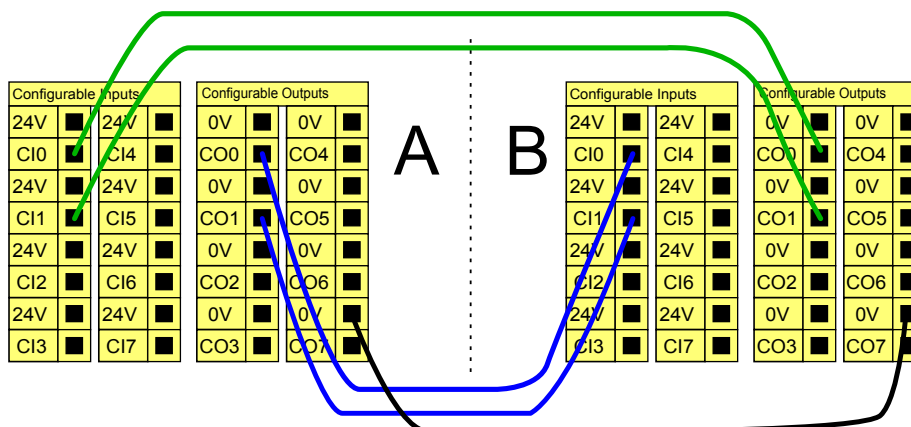 Configurable Inputs
24V 24V
CI0 CI4
24V 24V
CI1 CI5
24V 24V
CI2 CI6
24V 24V
CI3 CI7
Configurable Outputs
0V 0V
CO0 CO4
0V 0V
CO1 CO5
0V 0V
CO2 CO6
0V 0V
CO3 CO7
A
B
Configurable Inputs
24V 24V
CI0 CI4
24V 24V
CI1 CI5
24V 24V
CI2 CI6
24V 24V
CI3 CI7
Configurable Outputs
0V 0V
CO0 CO4
0V 0V
CO1 CO5
0V 0V
CO2 CO6
0V 0V
CO3 CO7